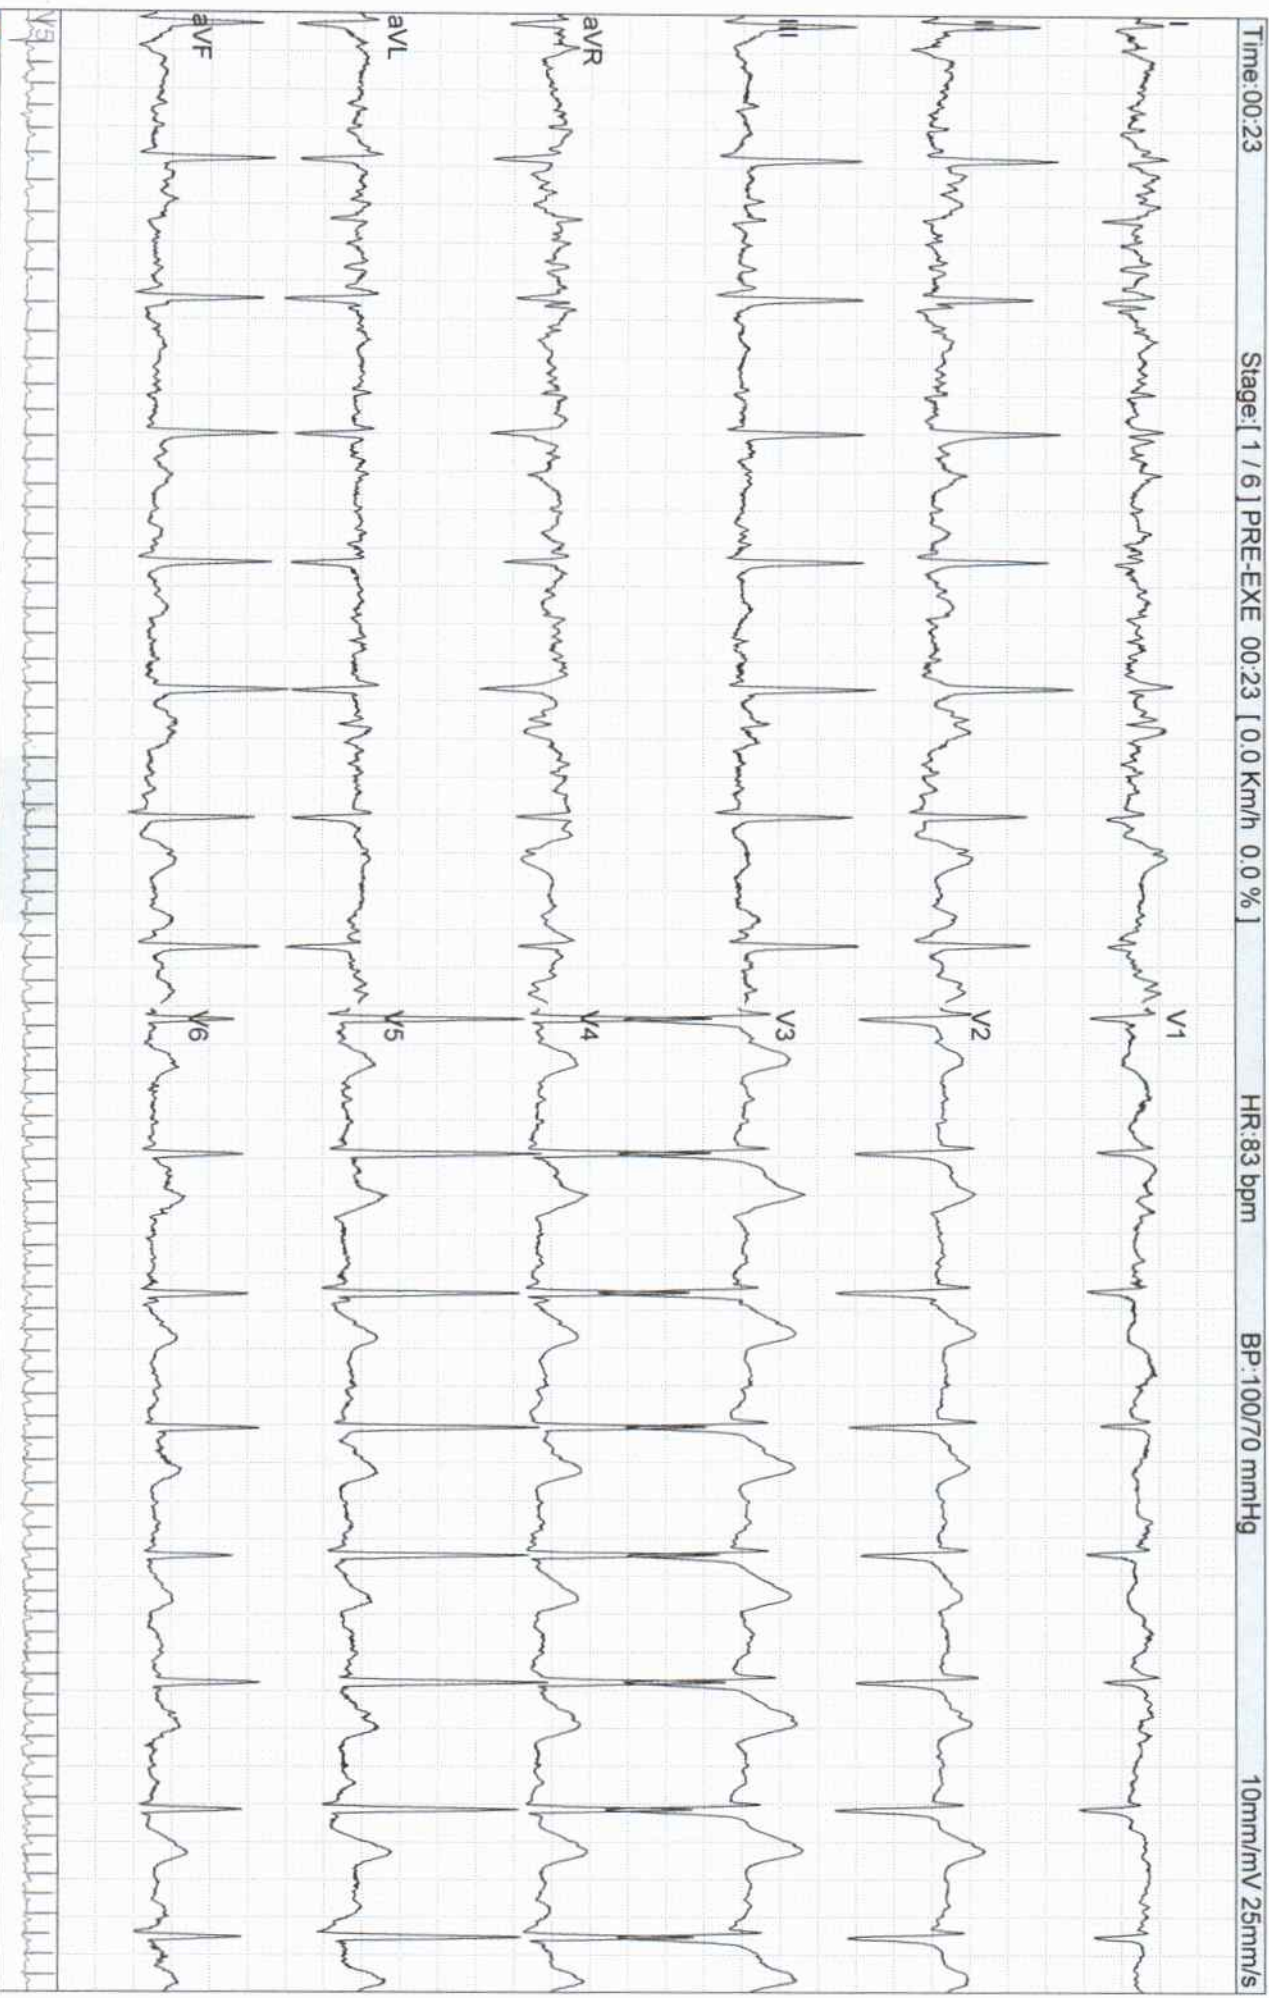 Time:00:23 Stage:[ 1 / 6 ] PRE-EXE 00:23 [ 0.0 Km/h 0.0 % ] HR:83 bpm BP:100/70 mmHg 10mm/mV 25mm/s
I V1
II V2
III V3
aVR V4
aVL V5
aVF V6
V5